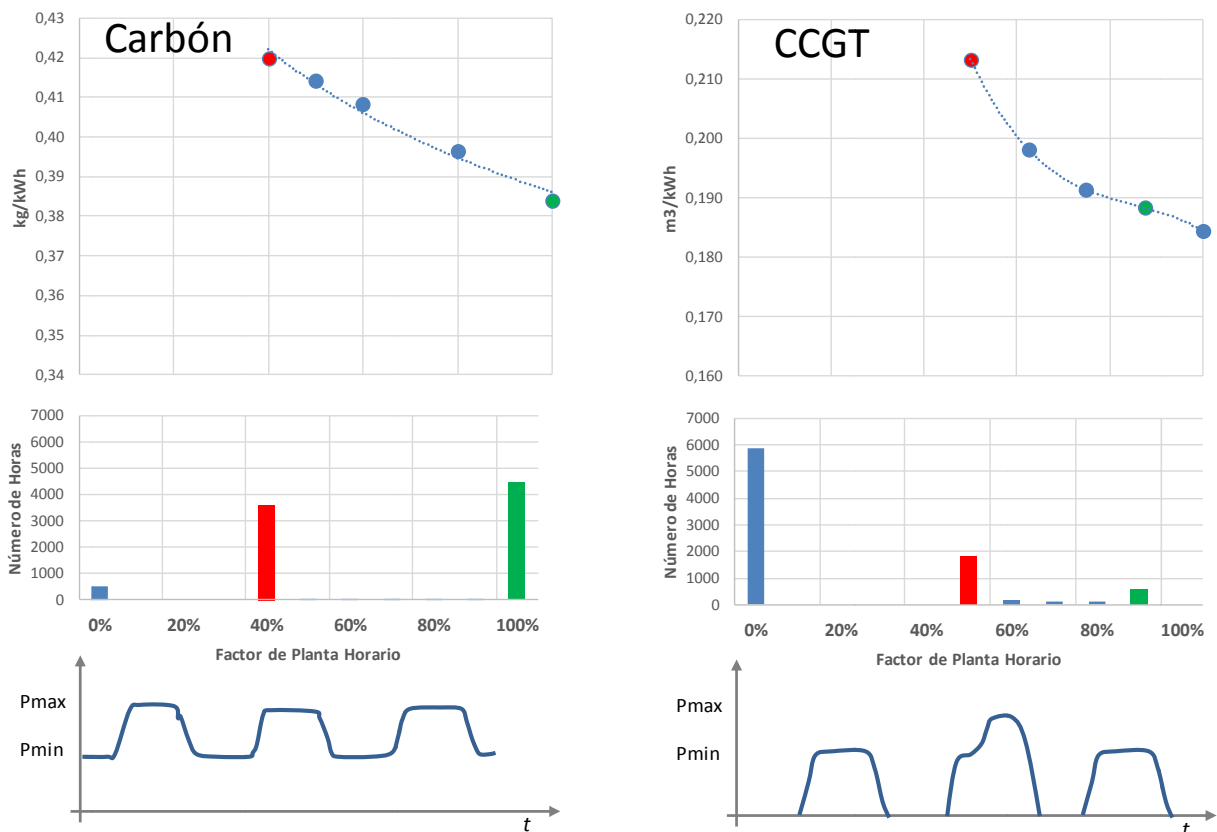 Carbón
0,43
0,42
0,41
0,40
0,39
0,38
0,37
0,36
0,35
0,34
kg/kWh
CCGT
0,220
0,210
0,200
0,190
0,180
0,170
0,160
m3/kWh
7000
6000
5000
4000
3000
2000
1000
0
Número de Horas
0% 20% 40% 60% 80% 100%
Factor de Planta Horario
7000
6000
5000
4000
3000
2000
1000
0
Número de Horas
0% 20% 40% 60% 80% 100%
Factor de Planta Horario
Pmax
Pmin
t
Pmax
Pmin
t